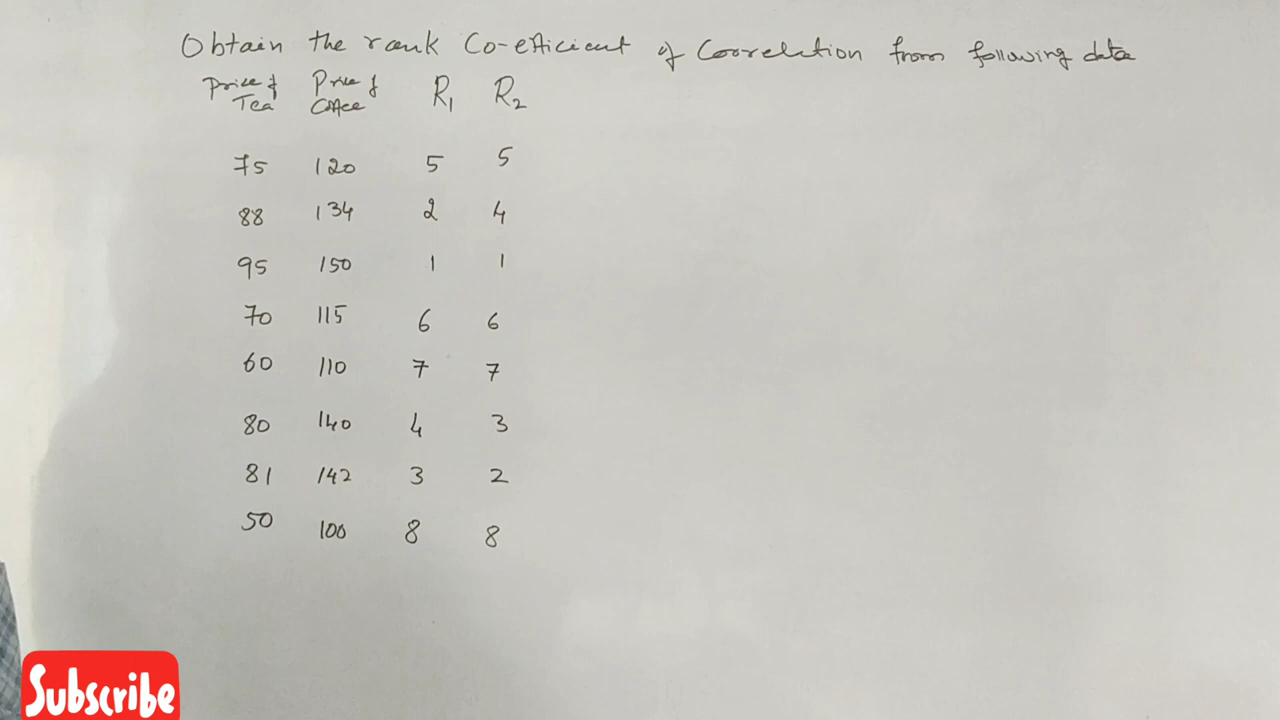 Obtain the rank Co-efficient of Correlation from following data
Price of Tea Price of Coffee R1 R2
75 120 5 5
88 134 2 4
95 150 1 1
70 115 6 6
60 110 7 7
80 140 4 3
81 142 3 2
50 100 8 8
Subscribe